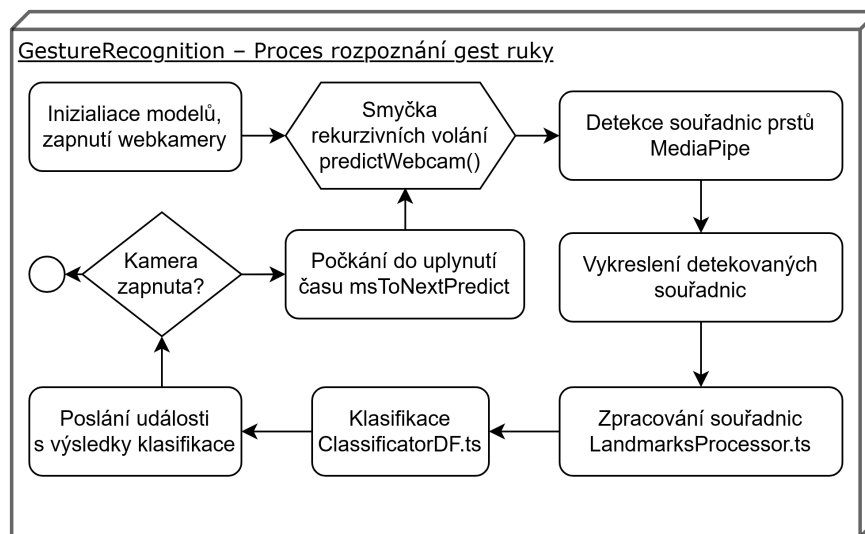 GestureRecognition – Proces rozpoznání gest ruky
Inizialiace modelů,
zapnutí webkamery
Smyčka
rekurzivních volání
predictWebcam()
Detekce souřadnic prstů
MediaPipe
Kamera
zapnuta?
Počkání do uplynutí
času msToNextPredict
Vykreslení detekovaných
souřadnic
Poslání události
s výsledky klasifikace
Klasifikace
ClassificatorDF.ts
Zpracování souřadnic
LandmarksProcessor.ts